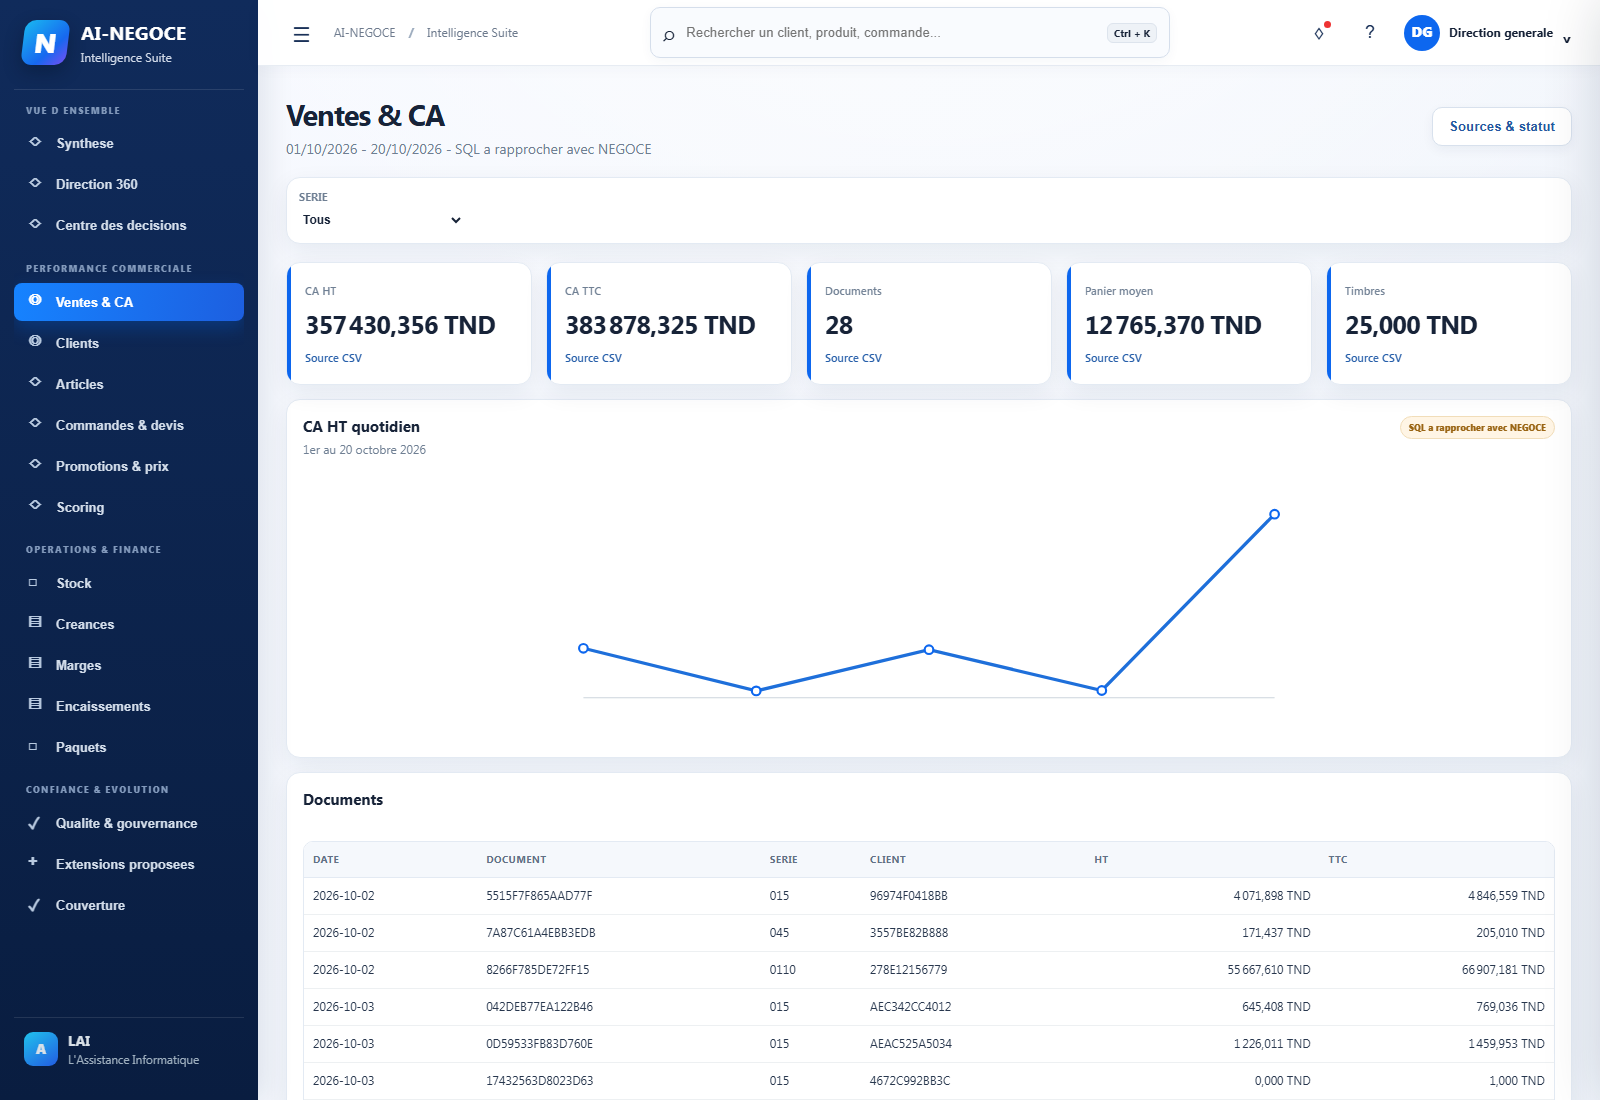 N
AI-NEGOCE
Intelligence Suite
VUE D ENSEMBLE
Synthese
Direction 360
Centre des decisions
PERFORMANCE COMMERCIALE
Ventes & CA
Clients
Articles
Commandes & devis
Promotions & prix
Scoring
OPERATIONS & FINANCE
Stock
Creances
Marges
Encaissements
Paquets
CONFIANCE & EVOLUTION
Qualite & gouvernance
Extensions proposees
Couverture
A
LAI
L'Assistance Informatique
AI-NEGOCE / Intelligence Suite
Rechercher un client, produit, commande... Ctrl + K
? DG Direction generale v
Ventes & CA
01/10/2026 - 20/10/2026 - SQL a rapprocher avec NEGOCE
Sources & statut
SERIE
Tous
CA HT
357 430,356 TND
Source CSV
CA TTC
383 878,325 TND
Source CSV
Documents
28
Source CSV
Panier moyen
12 765,370 TND
Source CSV
Timbres
25,000 TND
Source CSV
CA HT quotidien
1er au 20 octobre 2026
SQL a rapprocher avec NEGOCE
Documents
DATE DOCUMENT SERIE CLIENT HT TTC
2026-10-02 5515F7F865AAD77F 015 96974F0418BB 4 071,898 TND 4 846,559 TND
2026-10-02 7A87C61A4EBB3EDB 045 3557BE82B888 171,437 TND 205,010 TND
2026-10-02 8266F785DE72FF15 0110 278E12156779 55 667,610 TND 66 907,181 TND
2026-10-03 042DEB77EA122B46 015 AEC342CC4012 645,408 TND 769,036 TND
2026-10-03 0D59533FB83D760E 015 AEAC525A5034 1 226,011 TND 1 459,953 TND
2026-10-03 17432563D8023D63 015 4672C992BB3C 0,000 TND 1,000 TND